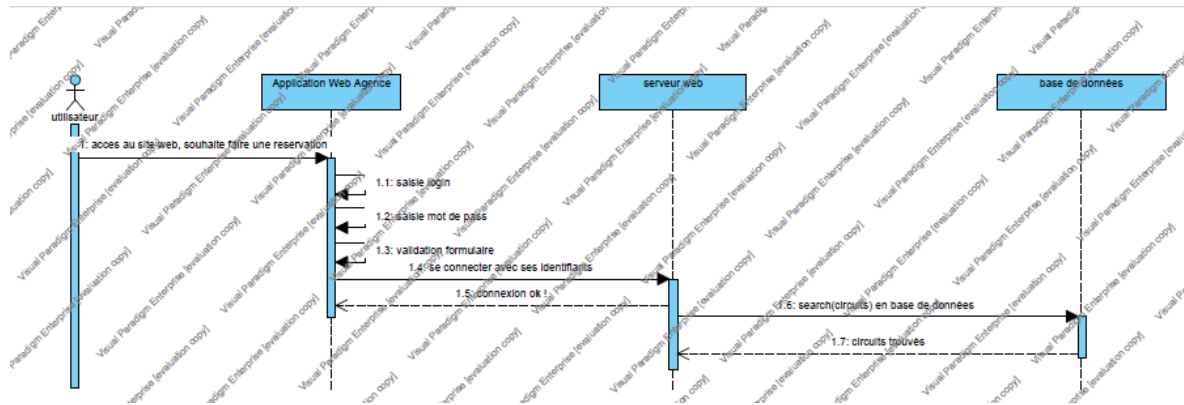 Application Web Agence
serveur web
base de données
utilisateur
1: acces au site web, souhaite faire une reservation
1.1: saisie login
1.2: saisie mot de pass
1.3: validation formulaire
1.4: se connecter avec ses identifiants
1.5: connexion ok !
1.6: search(circuits) en base de données
1.7: circuits trouvés
Visual Paradigm Enterprise [evaluation copy]